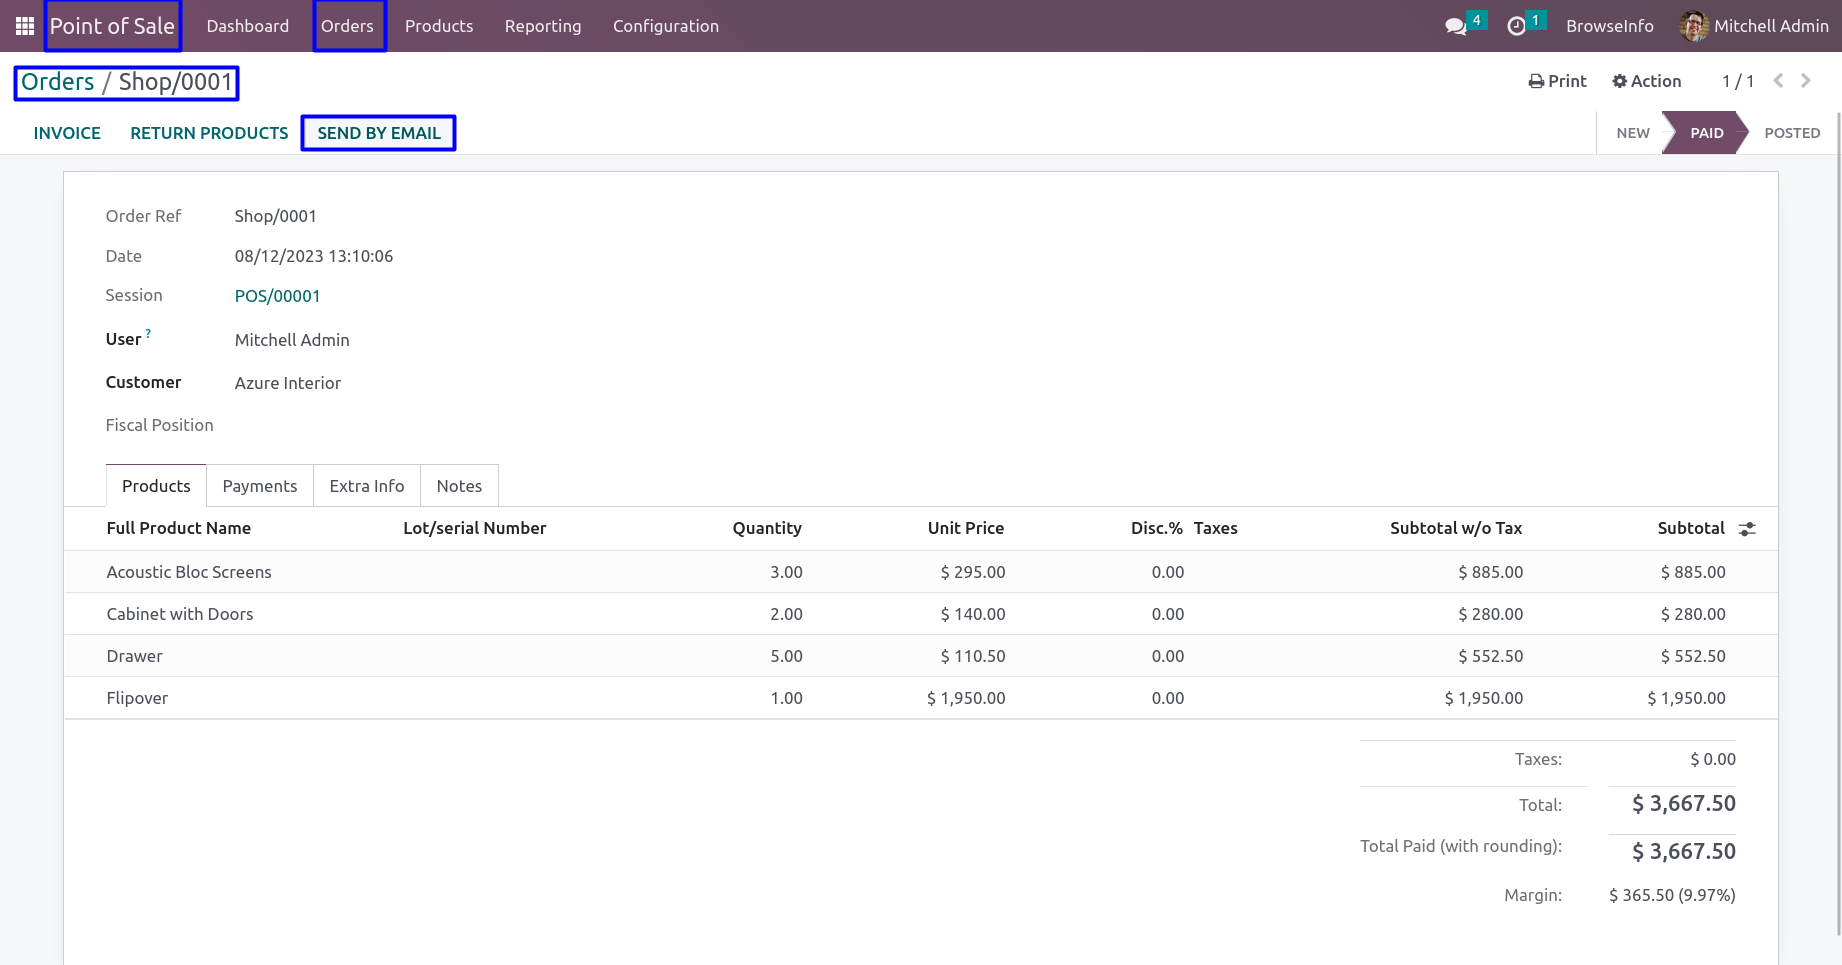 Point of Sale Dashboard Orders Products Reporting Configuration 4 1 BrowseInfo Mitchell Admin
Orders / Shop/0001 Print Action 1 / 1
INVOICE RETURN PRODUCTS SEND BY EMAIL NEW PAID POSTED
Order Ref Shop/0001
Date 08/12/2023 13:10:06
Session POS/00001
User ? Mitchell Admin
Customer Azure Interior
Fiscal Position
Products Payments Extra Info Notes
Full Product Name Lot/serial Number Quantity Unit Price Disc.% Taxes Subtotal w/o Tax Subtotal
Acoustic Bloc Screens 3.00 $ 295.00 0.00 $ 885.00 $ 885.00
Cabinet with Doors 2.00 $ 140.00 0.00 $ 280.00 $ 280.00
Drawer 5.00 $ 110.50 0.00 $ 552.50 $ 552.50
Flipover 1.00 $ 1,950.00 0.00 $ 1,950.00 $ 1,950.00
Taxes: $ 0.00
Total: $ 3,667.50
Total Paid (with rounding): $ 3,667.50
Margin: $ 365.50 (9.97%)